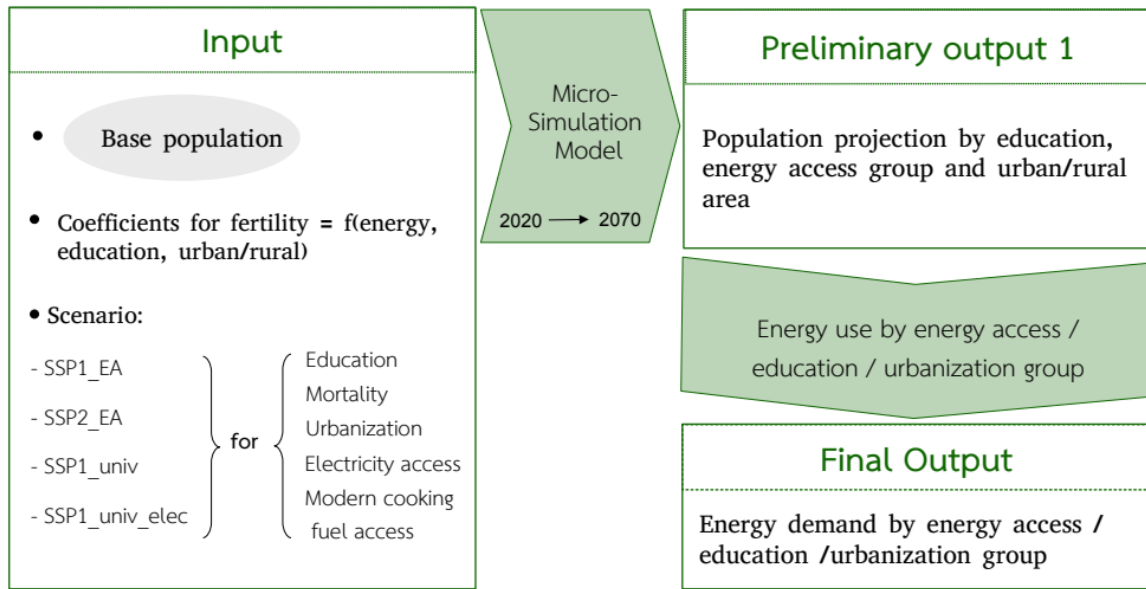 Input
• Base population
• Coefficients for fertility = f(energy,
education, urban/rural)
• Scenario:
- SSP1_EA
- SSP2_EA
- SSP1_univ
- SSP1_univ_elec
for
Education
Mortality
Urbanization
Electricity access
Modern cooking
fuel access
Micro-
Simulation
Model
2020 → 2070
Preliminary output 1
Population projection by education,
energy access group and urban/rural
area
Energy use by energy access /
education / urbanization group
Final Output
Energy demand by energy access /
education /urbanization group